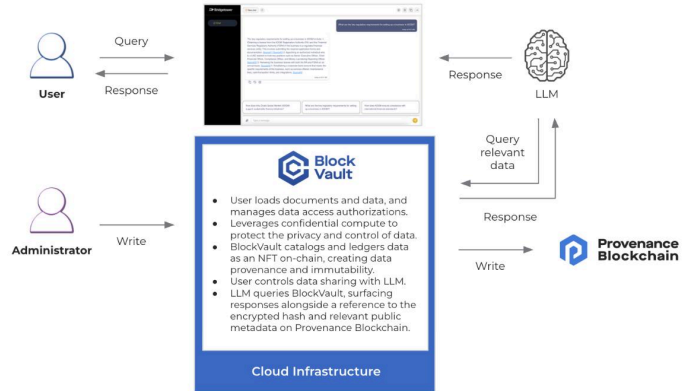 Query
Response
User
Response
LLM
Query
relevant
data
Response
Block
Vault
• User loads documents and data, and
manages data access authorizations.
• Leverages confidential compute to
protect the privacy and control of data.
• BlockVault catalogs and ledgers data
as an NFT on-chain, creating data
provenance and immutability.
• User controls data sharing with LLM.
• LLM queries BlockVault, surfacing
responses alongside a reference to the
encrypted hash and relevant public
metadata on Provenance Blockchain.
Cloud Infrastructure
Administrator
Write
Write
Provenance
Blockchain